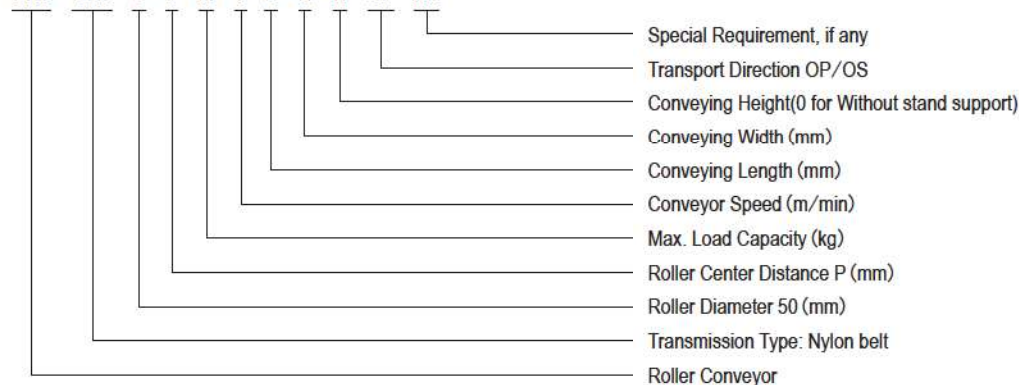 Special Requirement, if any
Transport Direction OP/OS
Conveying Height(0 for Without stand support)
Conveying Width (mm)
Conveying Length (mm)
Conveyor Speed (m/min)
Max. Load Capacity (kg)
Roller Center Distance P (mm)
Roller Diameter 50 (mm)
Transmission Type: Nylon belt
Roller Conveyor